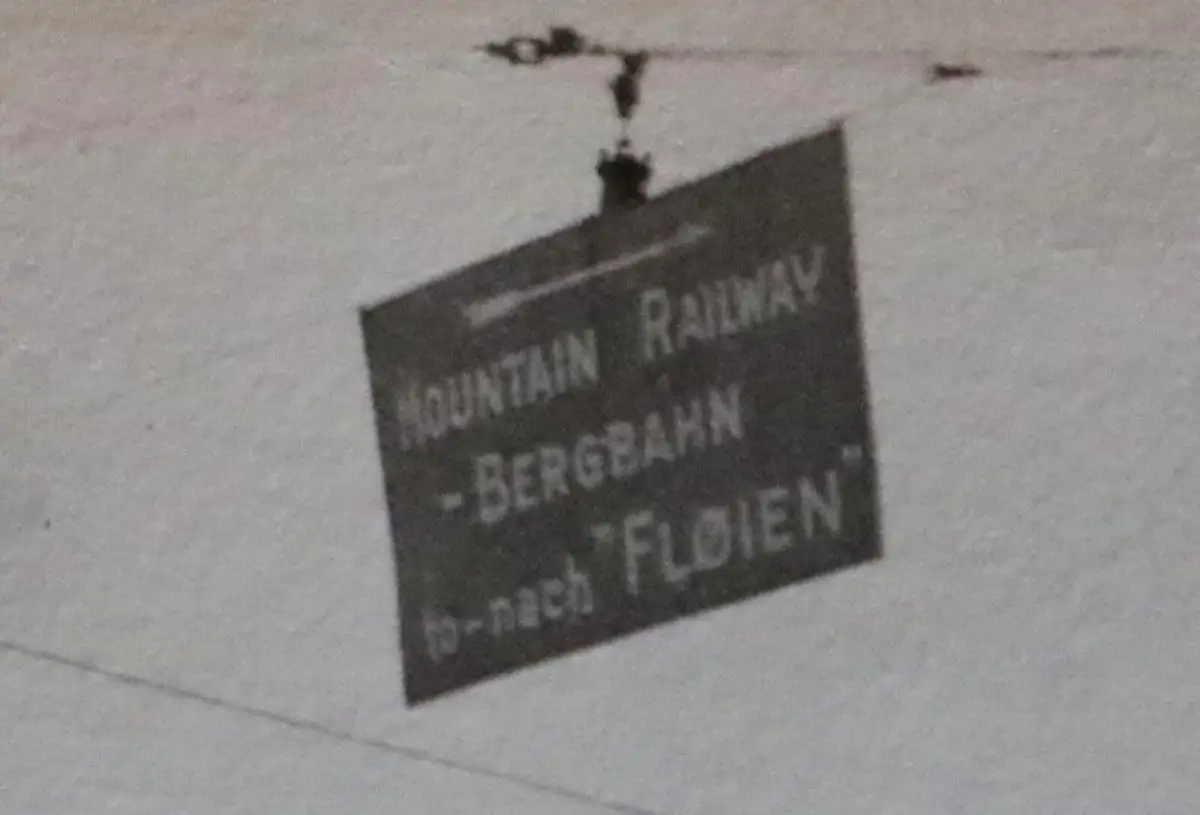 MOUNTAIN RAILWAY
-BERGBAHN
to-nach "FLØIEN"